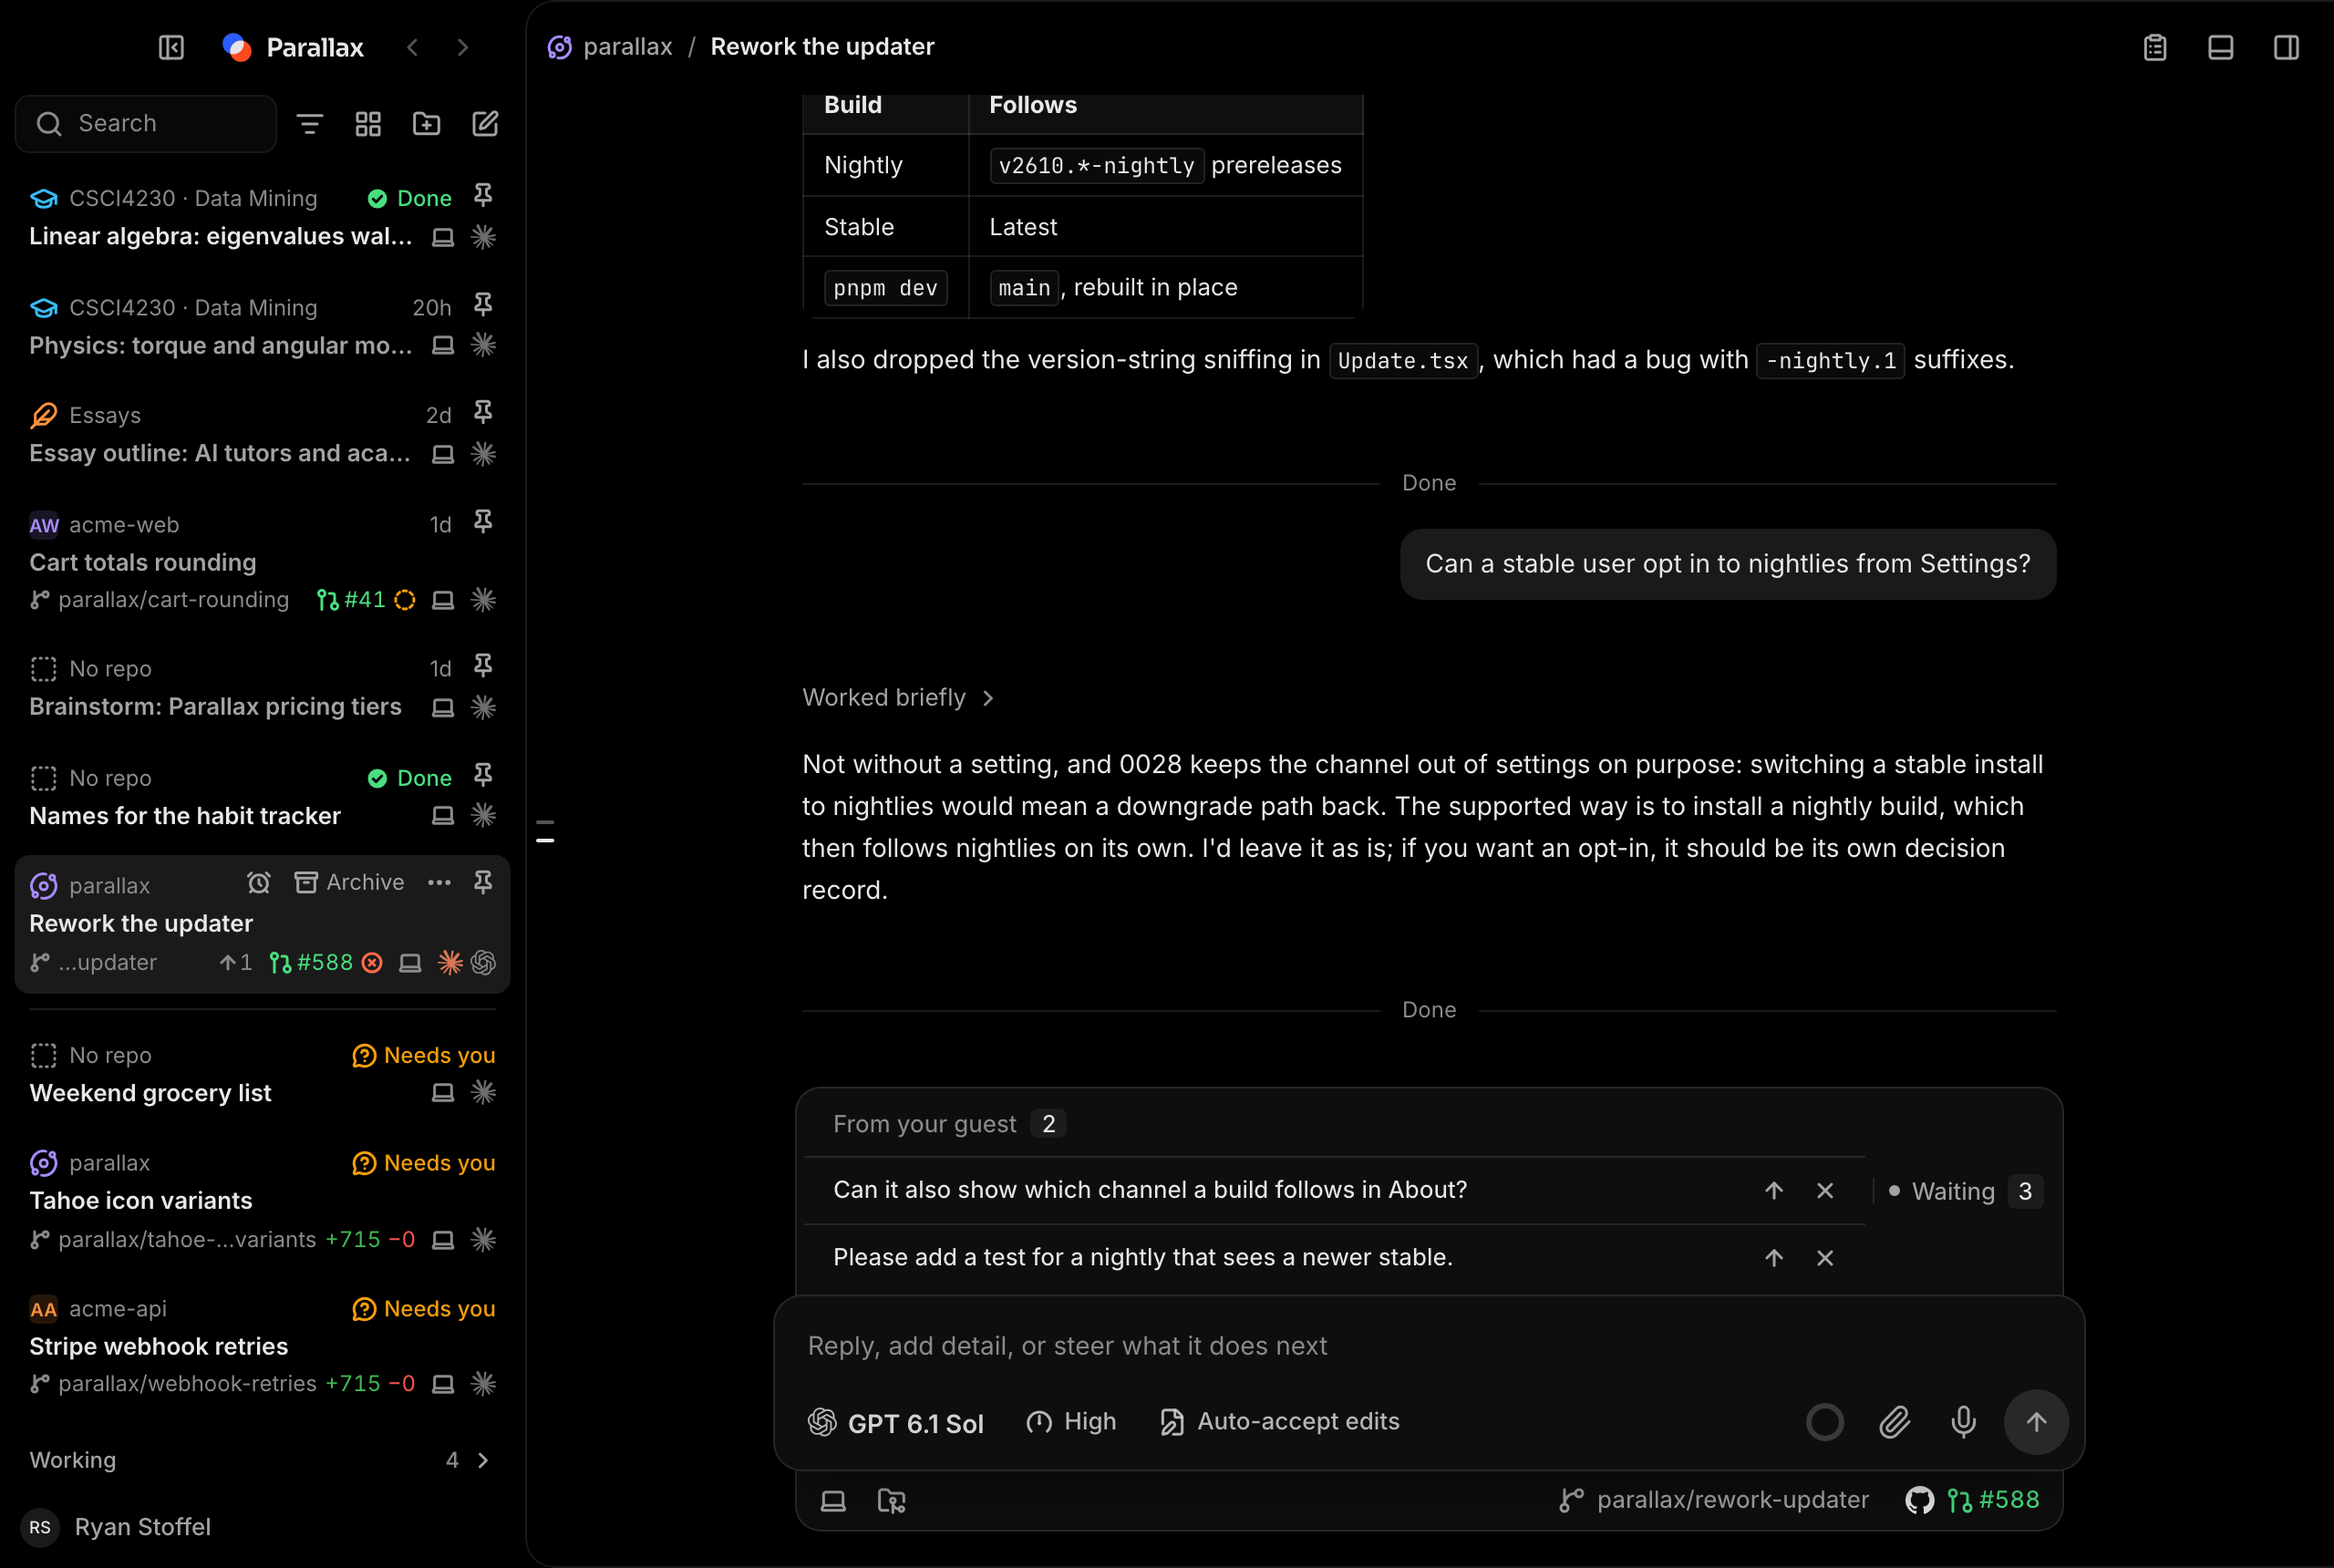 Parallax
Search
CSCI4230 · Data Mining Done
Linear algebra: eigenvalues wal...
CSCI4230 · Data Mining 20h
Physics: torque and angular mo...
Essays 2d
Essay outline: AI tutors and aca...
AW acme-web 1d
Cart totals rounding
parallax/cart-rounding #41
No repo 1d
Brainstorm: Parallax pricing tiers
No repo Done
Names for the habit tracker
parallax Archive
Rework the updater
...updater 1 #588
No repo Needs you
Weekend grocery list
parallax Needs you
Tahoe icon variants
parallax/tahoe-...variants +715 −0
AA acme-api Needs you
Stripe webhook retries
parallax/webhook-retries +715 −0
Working 4
RS Ryan Stoffel
parallax / Rework the updater
Build Follows
Nightly v2610.*-nightly prereleases
Stable Latest
pnpm dev main, rebuilt in place
I also dropped the version-string sniffing in Update.tsx, which had a bug with -nightly.1 suffixes.
Done
Can a stable user opt in to nightlies from Settings?
Worked briefly
Not without a setting, and 0028 keeps the channel out of settings on purpose: switching a stable install
to nightlies would mean a downgrade path back. The supported way is to install a nightly build, which
then follows nightlies on its own. I'd leave it as is; if you want an opt-in, it should be its own decision
record.
Done
From your guest 2
Can it also show which channel a build follows in About?
Waiting 3
Please add a test for a nightly that sees a newer stable.
Reply, add detail, or steer what it does next
GPT 6.1 Sol High Auto-accept edits
parallax/rework-updater #588